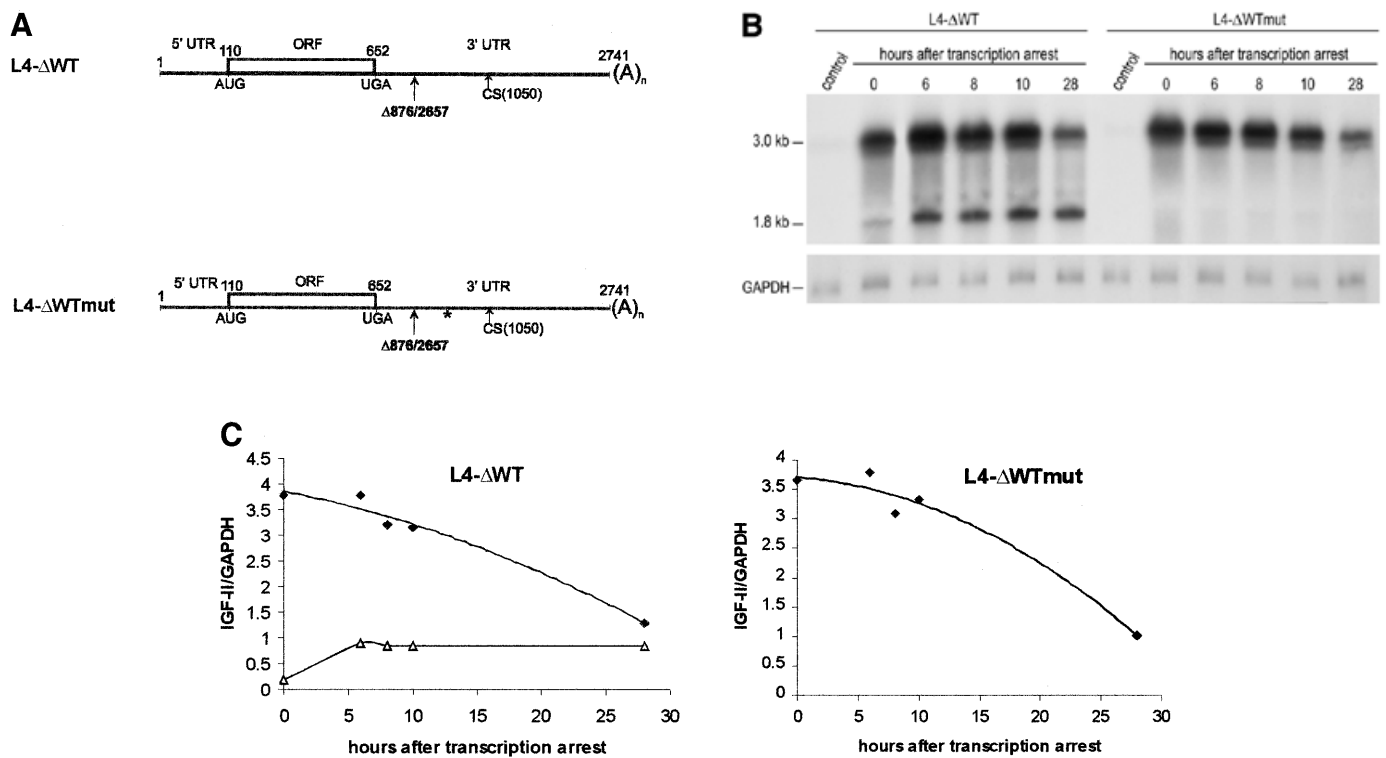 A
L4-ΔWT
5' UTR
ORF
3' UTR
1
110
652
2741
(A)n
AUG
UGA
CS(1050)
Δ876/2657
L4-ΔWTmut
5' UTR
ORF
3' UTR
1
110
652
2741
(A)n
AUG
UGA
*
CS(1050)
Δ876/2657
B
L4-ΔWT
L4-ΔWTmut
control
hours after transcription arrest
control
hours after transcription arrest
0 6 8 10 28
0 6 8 10 28
3.0 kb
1.8 kb
GAPDH
C
L4-ΔWT
IGF-II/GAPDH
4.5
4
3.5
3
2.5
2
1.5
1
0.5
0
0 5 10 15 20 25 30
hours after transcription arrest
L4-ΔWTmut
IGF-II/GAPDH
4
3.5
3
2.5
2
1.5
1
0.5
0
0 5 10 15 20 25 30
hours after transcription arrest